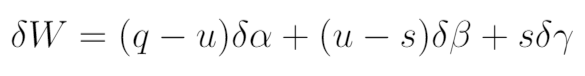 δW = (q − u)δα + (u − s)δβ + sδγ